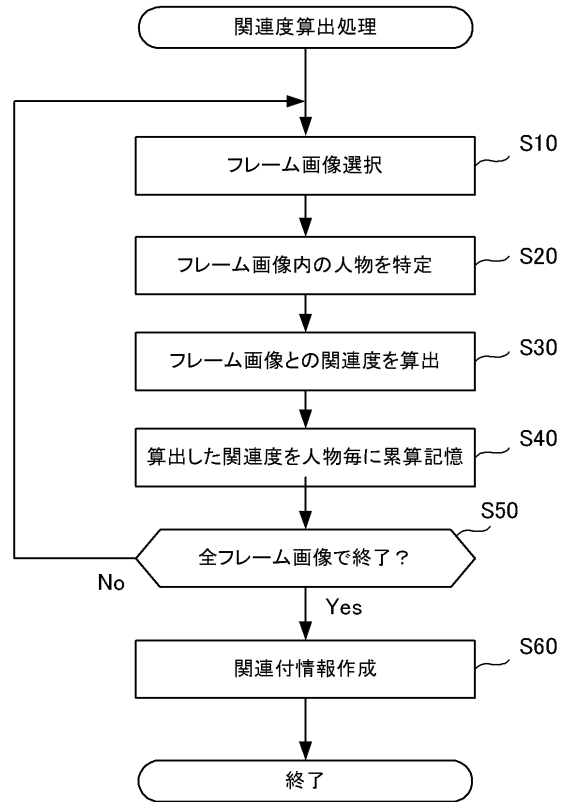 関連度算出処理
フレーム画像選択
S10
フレーム画像内の人物を特定
S20
フレーム画像との関連度を算出
S30
算出した関連度を人物毎に累算記憶
S40
全フレーム画像で終了？
S50
No
Yes
関連付情報作成
S60
終了